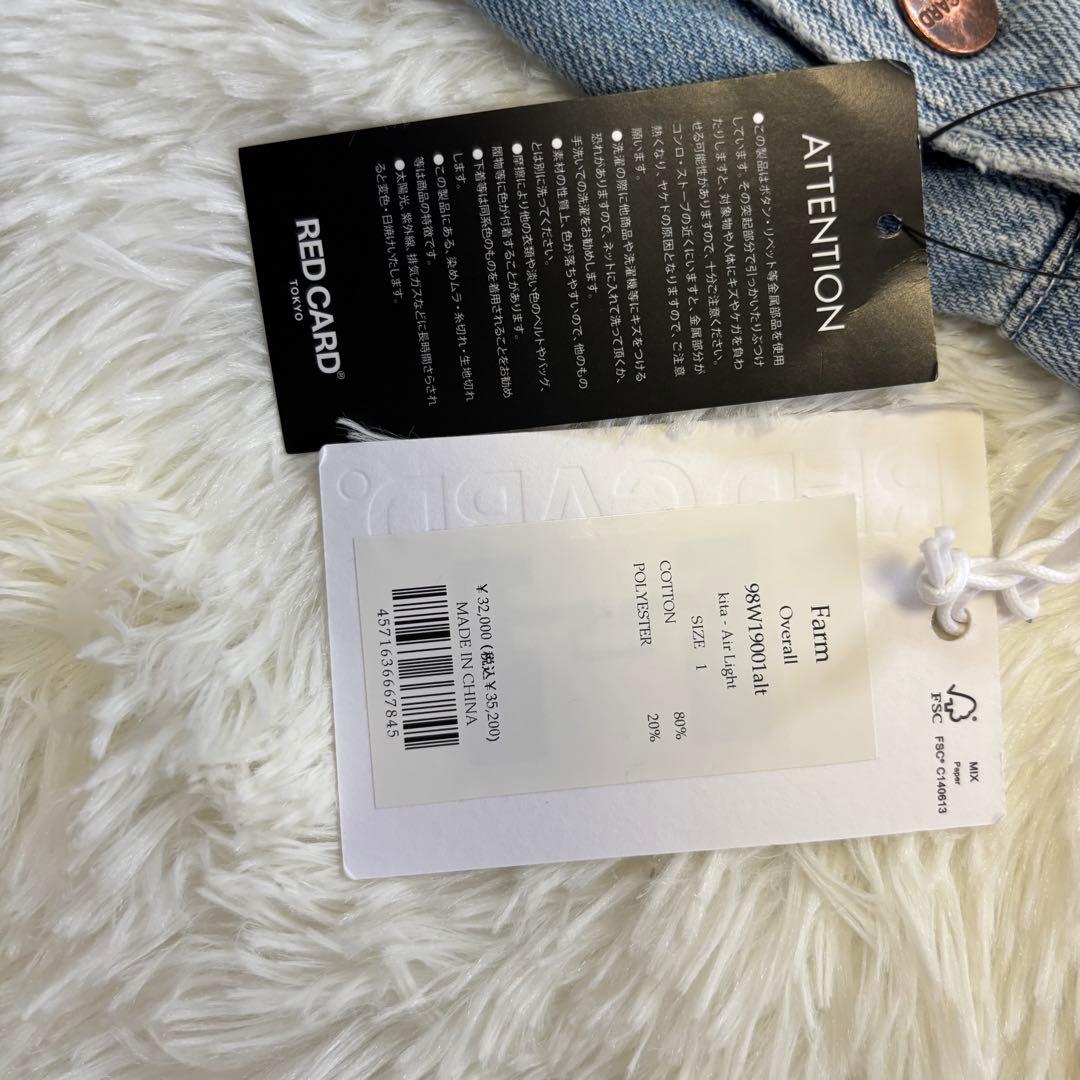 ATTENTION
●この製品はボタン・リベット等金属部品を使用
しています。その突起部分で引っかいたりぶつけ
たりしますと、対象物や人体にキズやケガを負わ
せる可能性がありますので、十分ご注意ください。
コンロ・ストーブの近くにいますと、金属部分が
熱くなり、ヤケドの原因となりますので、ご注意
願います。
●洗濯の際に他商品や洗濯機等にキズをつける
恐れがありますので、ネットに入れて洗って頂くか、
手洗いでの洗濯をお勧めします。
●素材の性質上、色が落ちやすいので、他のもの
とは別に洗ってください。
●摩擦により他の衣類や淡い色のベルトやバッグ、
履物等に色が付着することがあります。
●下着等は同系色のものを着用されることをお勧め
します。
●この製品にある、染めムラ・糸切れ・生地切れ
等は商品の特徴です。
●太陽光、紫外線、排気ガスなどに長時間さらされ
ると変色・日焼けいたします。
RED CARD®
TOKYO
RED CARD.
MIX
Paper
FSC
FSC® C140613
Farm
Overall
98W19001alt
kita - Air Light
SIZE 1
COTTON 80%
POLYESTER 20%
¥32,000 (税込¥35,200)
MADE IN CHINA
4571636667845